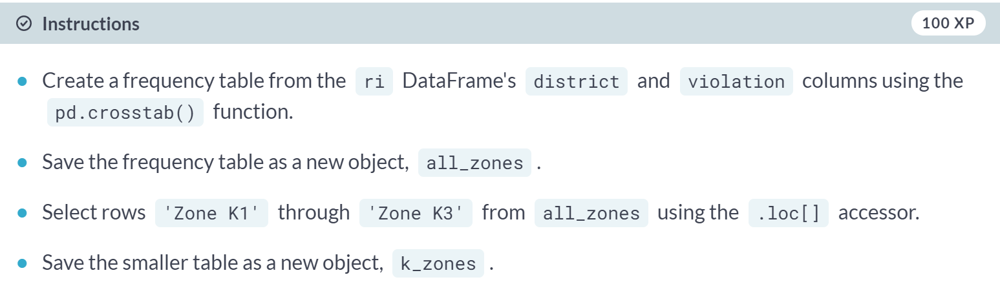 Instructions 100 XP
Create a frequency table from the ri DataFrame's district and violation columns using the
pd.crosstab() function.
Save the frequency table as a new object, all_zones .
Select rows 'Zone K1' through 'Zone K3' from all_zones using the .loc[] accessor.
Save the smaller table as a new object, k_zones .